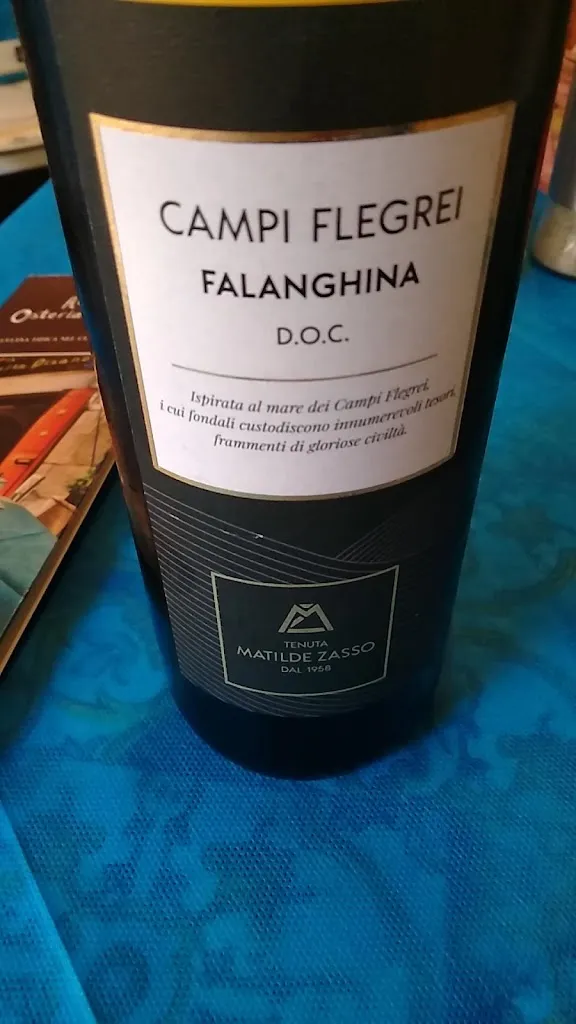 CAMPI FLEGREI
FALANGHINA
D.O.C.
Ispirata al mare dei Campi Flegrei,
i cui fondali custodiscono innumerevoli tesori,
frammenti di gloriose civiltà.
TENUTA
MATILDE ZASSO
DAL 1958
Osteria